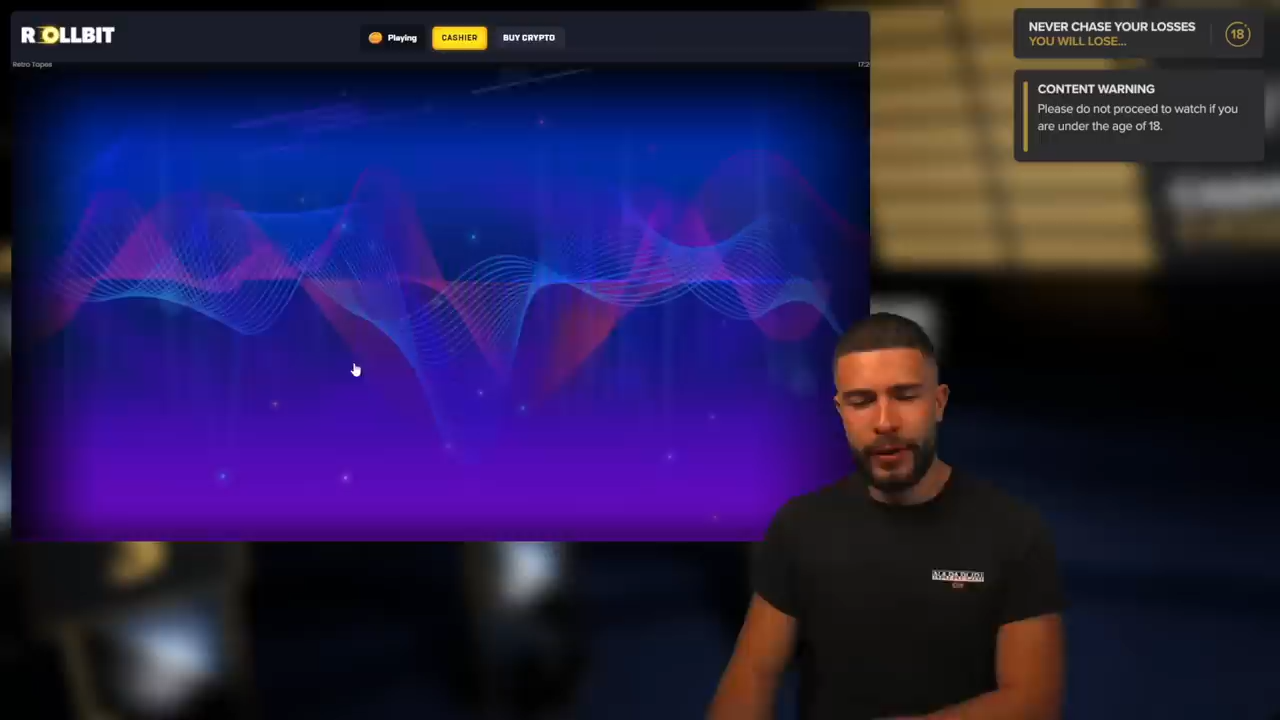 ROLLBIT
Playing
CASHIER
BUY CRYPTO
Retro Tapes
NEVER CHASE YOUR LOSSES
YOU WILL LOSE...
18
CONTENT WARNING
Please do not proceed to watch if you
are under the age of 18.
NAPAPIJRI